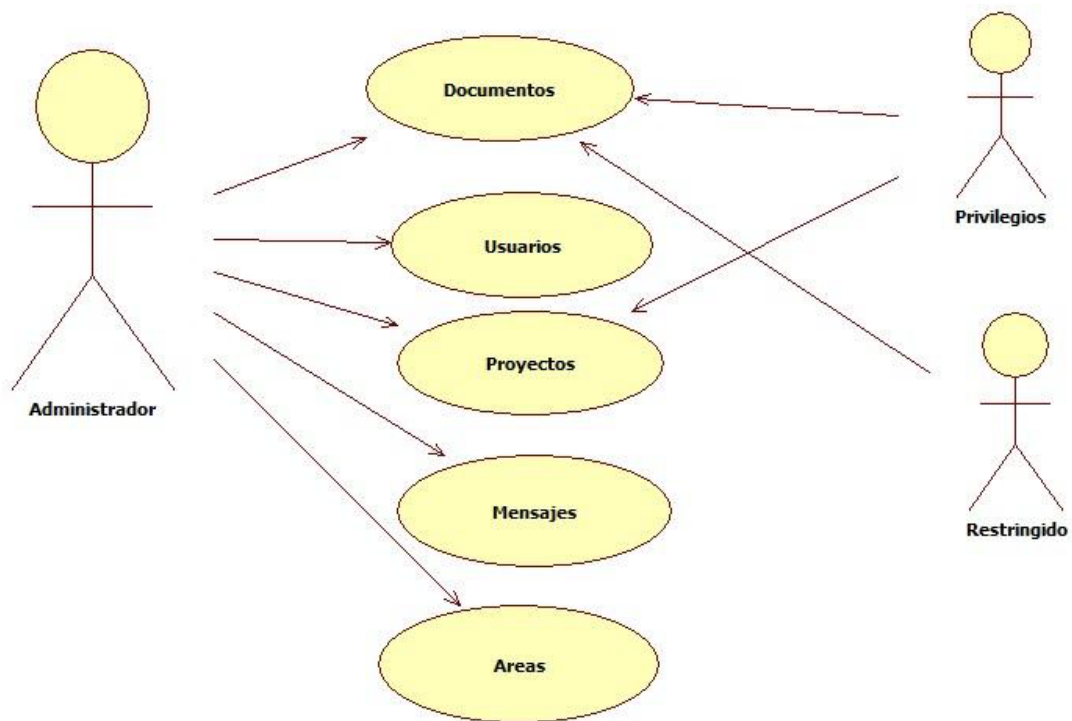 Documentos
Privilegios
Usuarios
Proyectos
Administrador
Mensajes
Restringido
Areas